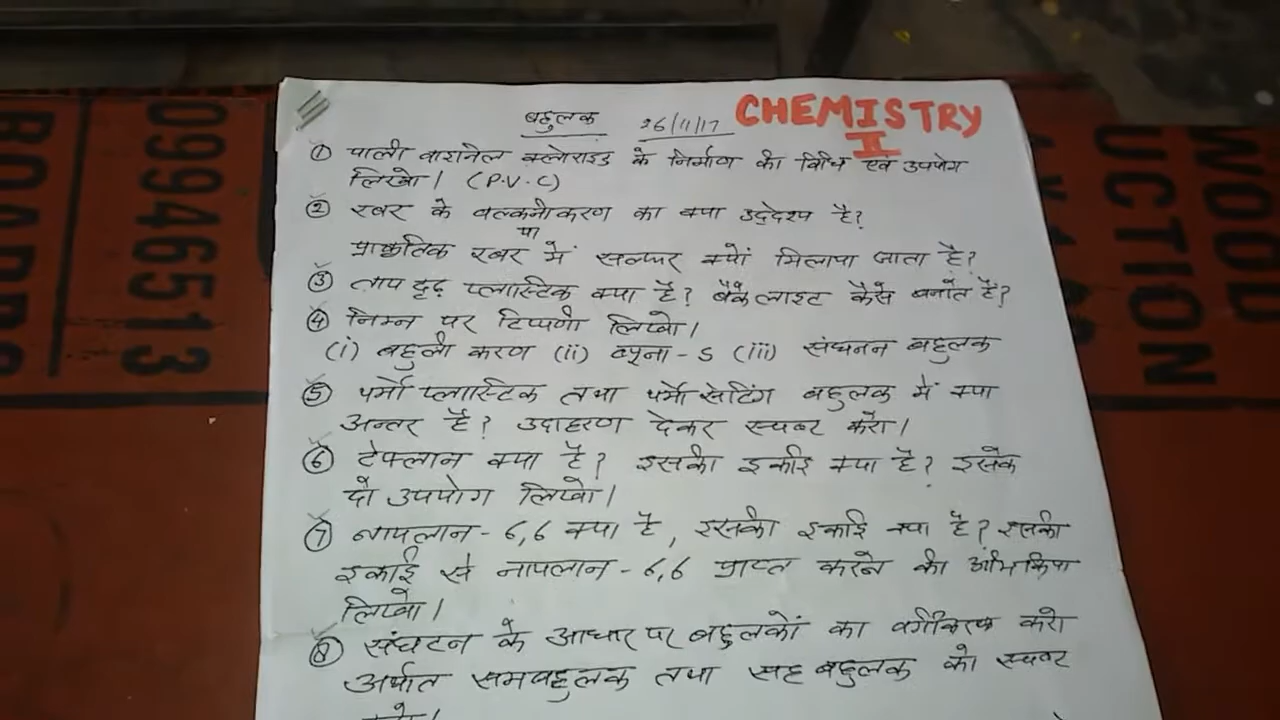 CHEMISTRY
II
बहुलक 26/11/17
① पाली वायनिल क्लोराइड के निर्माण की विधि एवं उपयोग
लिखो। (P.V.C)
② रबर के वल्कनीकरण का क्या उद्देश्य है?
या
प्राकृतिक रबर में सल्फर क्यों मिलाया जाता है?
③ ताप दृढ़ प्लास्टिक क्या है? बैकेलाइट कैसे बनाते है?
④ निम्न पर टिप्पणी लिखो।
(i) बहुली करण (ii) ब्यूना-S (iii) संघनन बहुलक
⑤ थर्मोप्लास्टिक तथा थर्मोसेटिंग बहुलक में क्या
अन्तर है? उदाहरण देकर स्पष्ट करो।
⑥ टेफ्लान क्या है? इसकी इकाई क्या है? इसके
दो उपयोग लिखो।
⑦ नायलान-6,6 क्या है, इसकी इकाई क्या है? इसकी
इकाई से नायलान-6,6 प्राप्त करने की अभिक्रिया
लिखो।
⑧ संघटन के आधार पर बहुलकों का वर्गीकरण करो
अर्थात समबहुलक तथा सह बहुलक को स्पष्ट
BOARDS
09946513
WOOD
UCTION